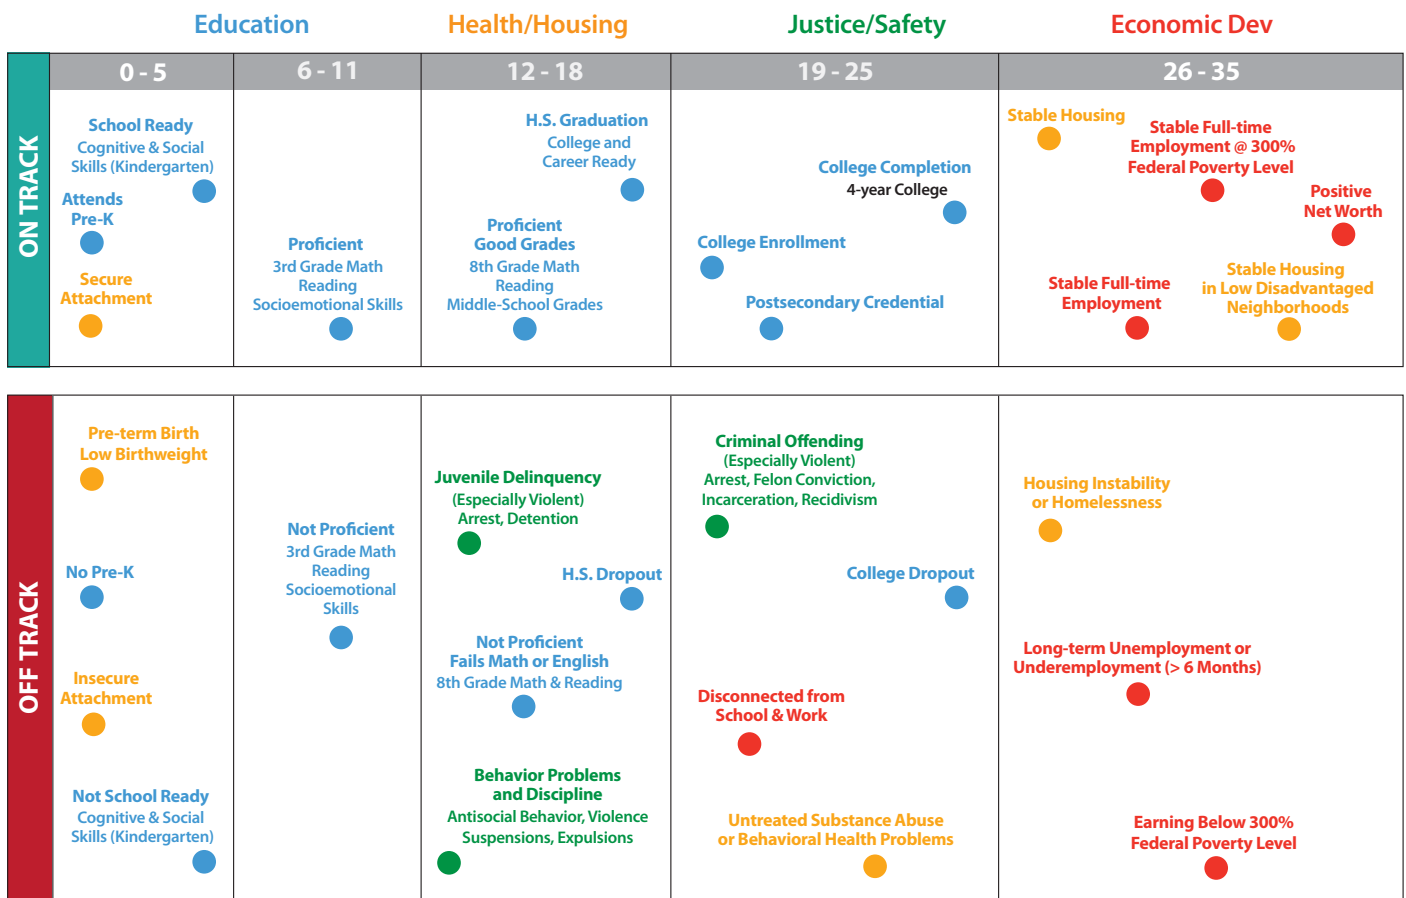 Education
Health/Housing
Justice/Safety
Economic Dev
0 - 5
6 - 11
12 - 18
19 - 25
26 - 35
ON TRACK
School Ready
Cognitive & Social
Skills (Kindergarten)
Attends
Pre-K
Secure
Attachment
Proficient
3rd Grade Math
Reading
Socioemotional Skills
H.S. Graduation
College and
Career Ready
Proficient
Good Grades
8th Grade Math
Reading
Middle-School Grades
College Completion
4-year College
College Enrollment
Postsecondary Credential
Stable Housing
Stable Full-time
Employment @ 300%
Federal Poverty Level
Positive
Net Worth
Stable Full-time
Employment
Stable Housing
in Low Disadvantaged
Neighborhoods
OFF TRACK
Pre-term Birth
Low Birthweight
No Pre-K
Insecure
Attachment
Not School Ready
Cognitive & Social
Skills (Kindergarten)
Not Proficient
3rd Grade Math
Reading
Socioemotional
Skills
Juvenile Delinquency
(Especially Violent)
Arrest, Detention
H.S. Dropout
Not Proficient
Fails Math or English
8th Grade Math & Reading
Behavior Problems
and Discipline
Antisocial Behavior, Violence
Suspensions, Expulsions
Criminal Offending
(Especially Violent)
Arrest, Felon Conviction,
Incarceration, Recidivism
College Dropout
Disconnected from
School & Work
Untreated Substance Abuse
or Behavioral Health Problems
Housing Instability
or Homelessness
Long-term Unemployment or
Underemployment (> 6 Months)
Earning Below 300%
Federal Poverty Level